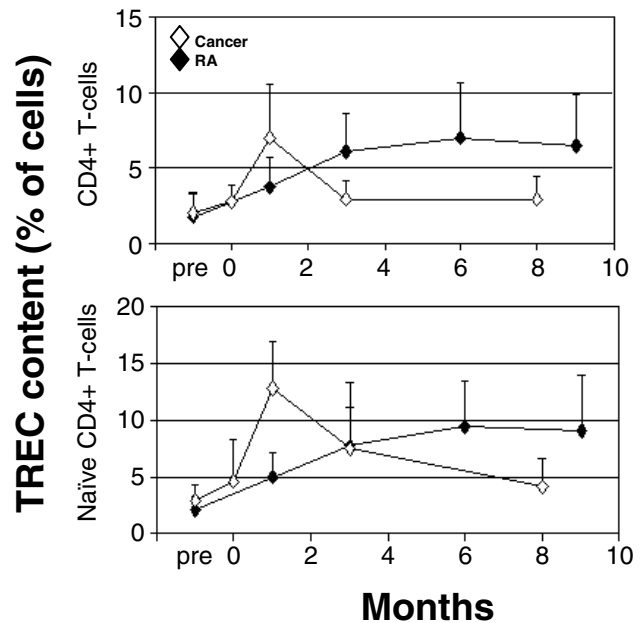 TREC content (% of cells)
CD4+ T-cells
15
10
5
0
Cancer
RA
pre 0 2 4 6 8 10
Naïve CD4+ T-cells
20
15
10
5
0
pre 0 2 4 6 8 10
Months